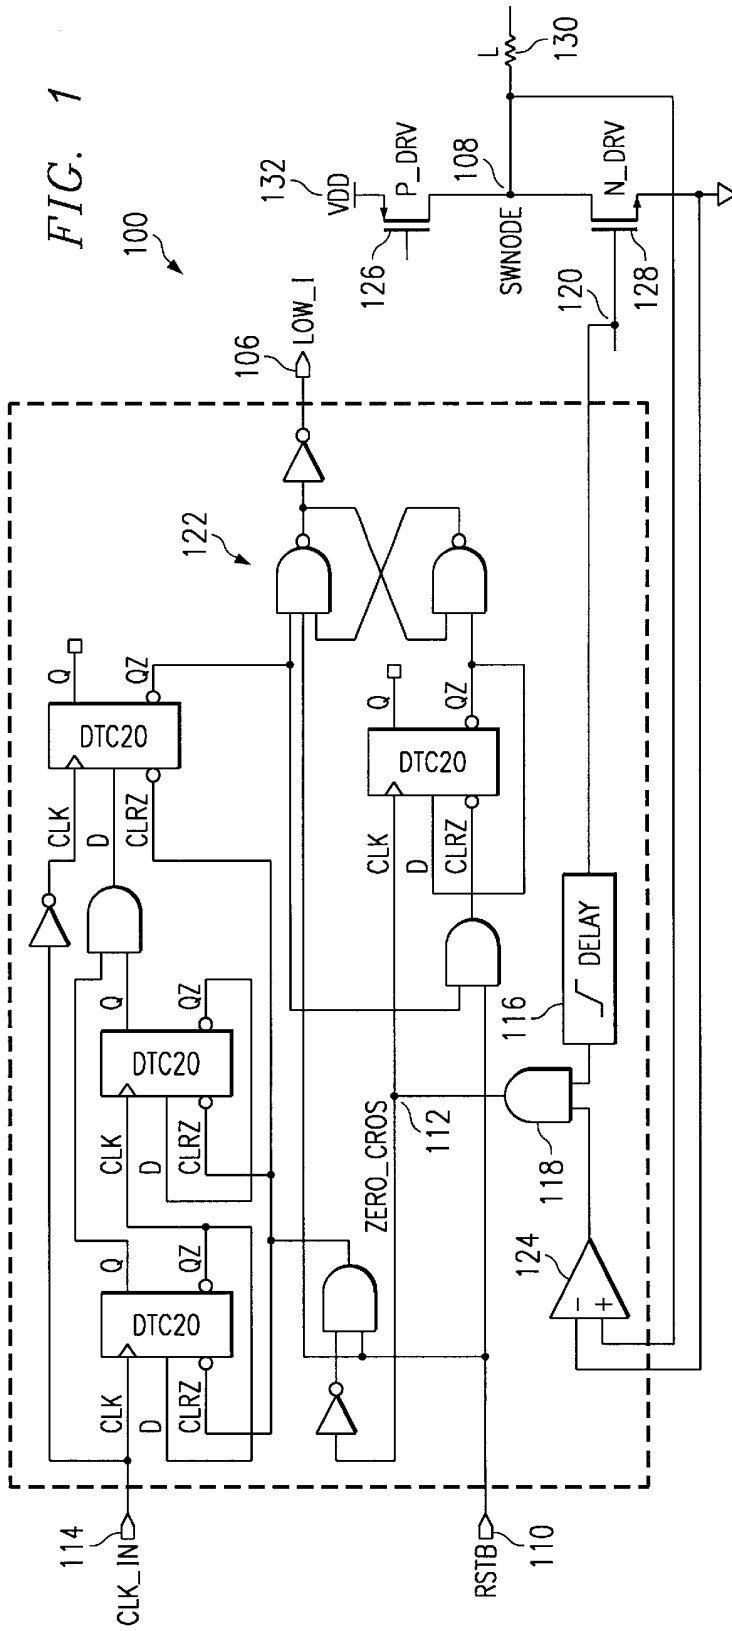 FIG. 1
100
114
CLK_IN
CLK
D
CLRZ
DTC20
Q
QZ
CLK
D
CLRZ
DTC20
Q
QZ
CLK
D
CLRZ
DTC20
Q
QZ
122
106
LOW_I
RSTB
110
ZERO_CROS
112
CLK
D
CLRZ
DTC20
Q
QZ
124
−
+
118
116
DELAY
120
126
132
VDD
P_DRV
SWNODE
108
L
130
N_DRV
128